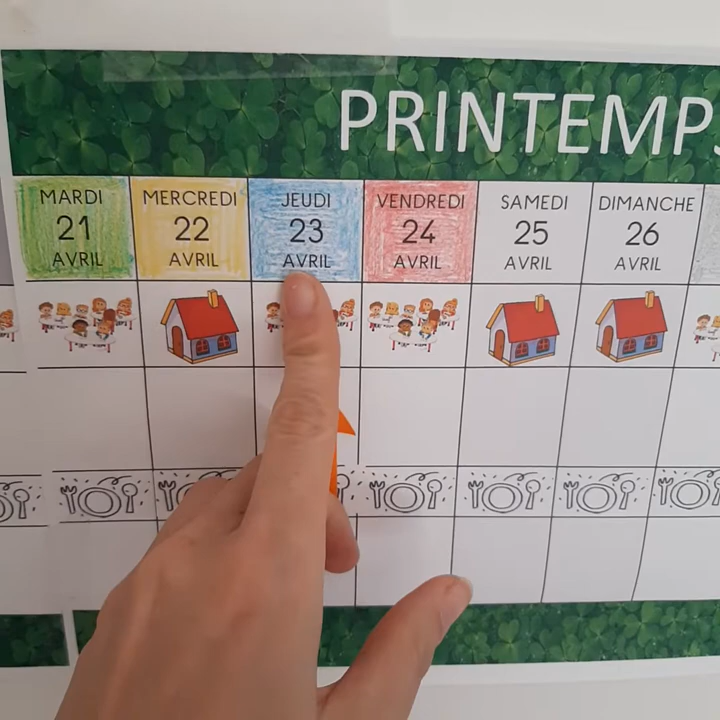 PRINTEMPS
MARDI
21
AVRIL
MERCREDI
22
AVRIL
JEUDI
23
AVRIL
VENDREDI
24
AVRIL
SAMEDI
25
AVRIL
DIMANCHE
26
AVRIL